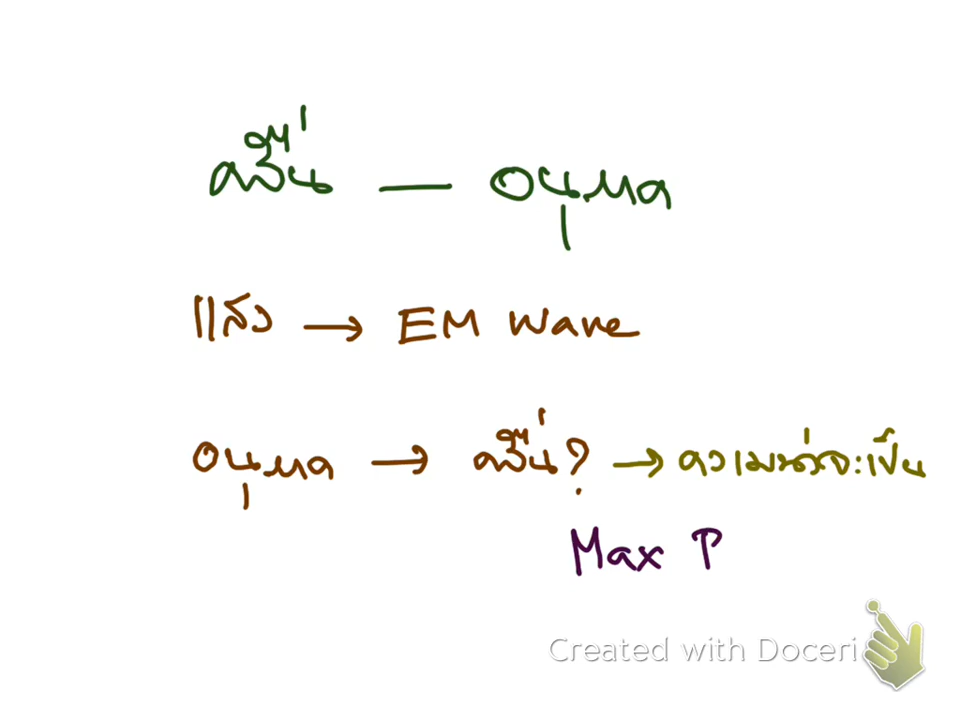 คลื่น — อนุภาค
แสง → EM Wave
อนุภาค → คลื่น? → ความน่าจะเป็น
Max P
Created with Doceri